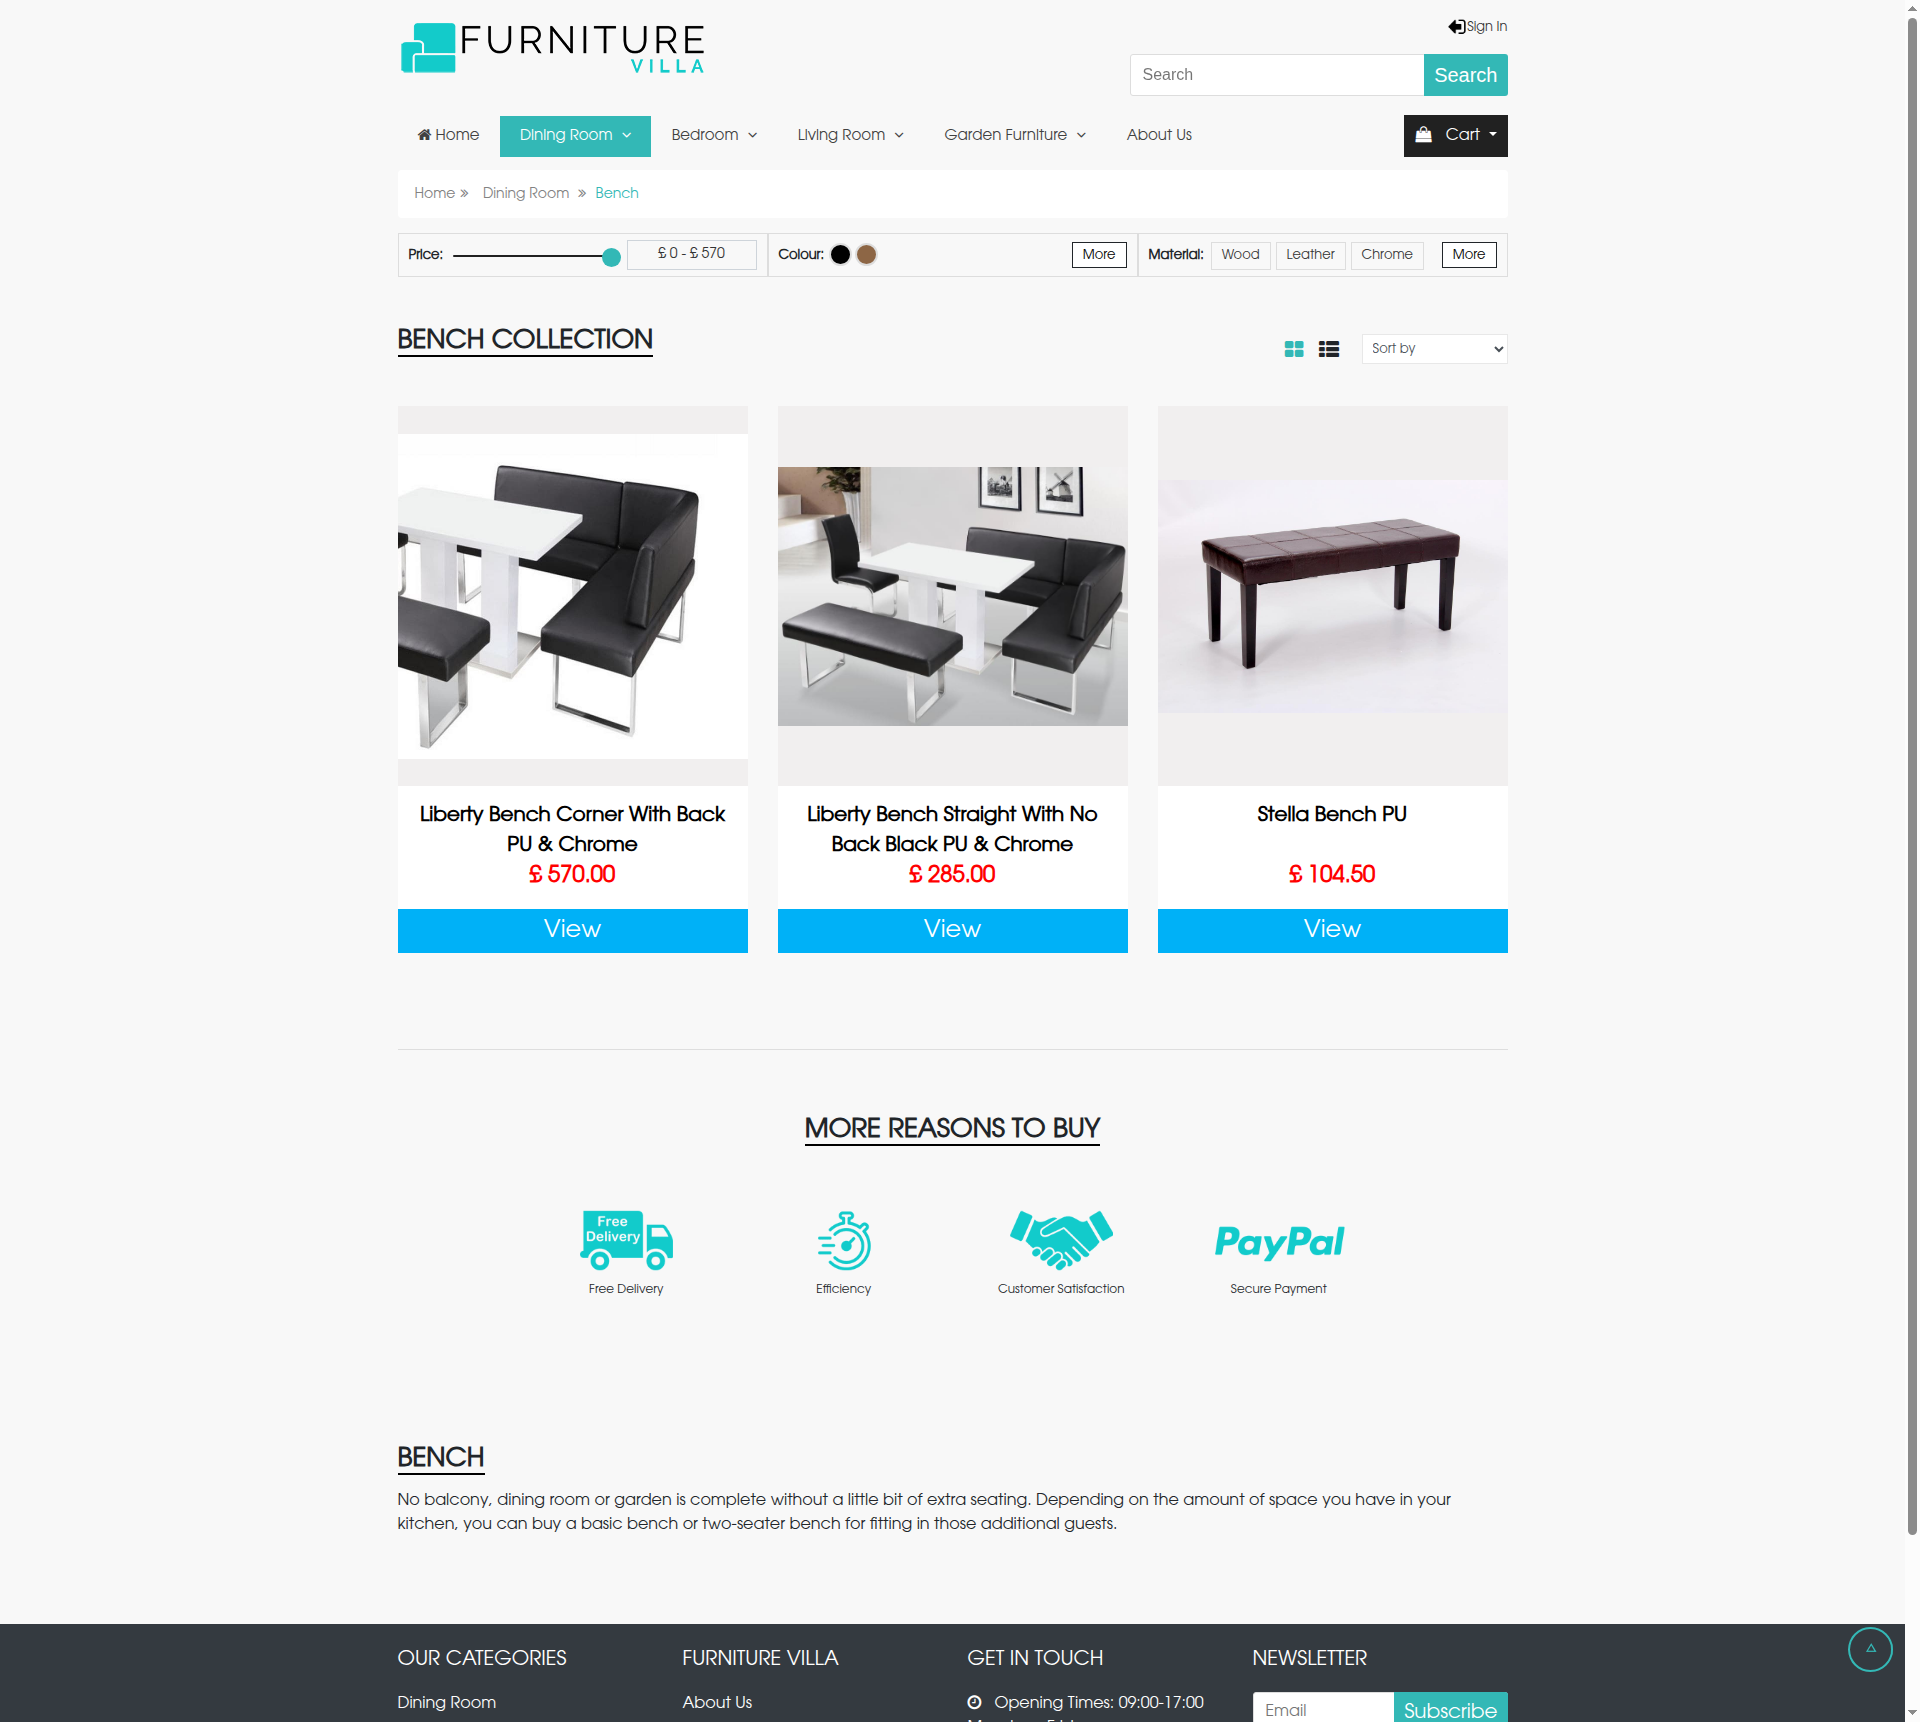 FURNITURE
VILLA
Sign In
Search
Search
Home
Dining Room
Bedroom
Living Room
Garden Furniture
About Us
Cart
Home » Dining Room » Bench
Price:
£ 0 - £ 570
Colour:
More
Material:
Wood
Leather
Chrome
More
BENCH COLLECTION
Sort by
Liberty Bench Corner With Back
PU & Chrome
£ 570.00
View
Liberty Bench Straight With No
Back Black PU & Chrome
£ 285.00
View
Stella Bench PU
£ 104.50
View
MORE REASONS TO BUY
Free
Delivery
Free Delivery
Efficiency
Customer Satisfaction
PayPal
Secure Payment
BENCH
No balcony, dining room or garden is complete without a little bit of extra seating. Depending on the amount of space you have in your
kitchen, you can buy a basic bench or two-seater bench for fitting in those additional guests.
OUR CATEGORIES
Dining Room
FURNITURE VILLA
About Us
GET IN TOUCH
Opening Times: 09:00-17:00
NEWSLETTER
Email
Subscribe